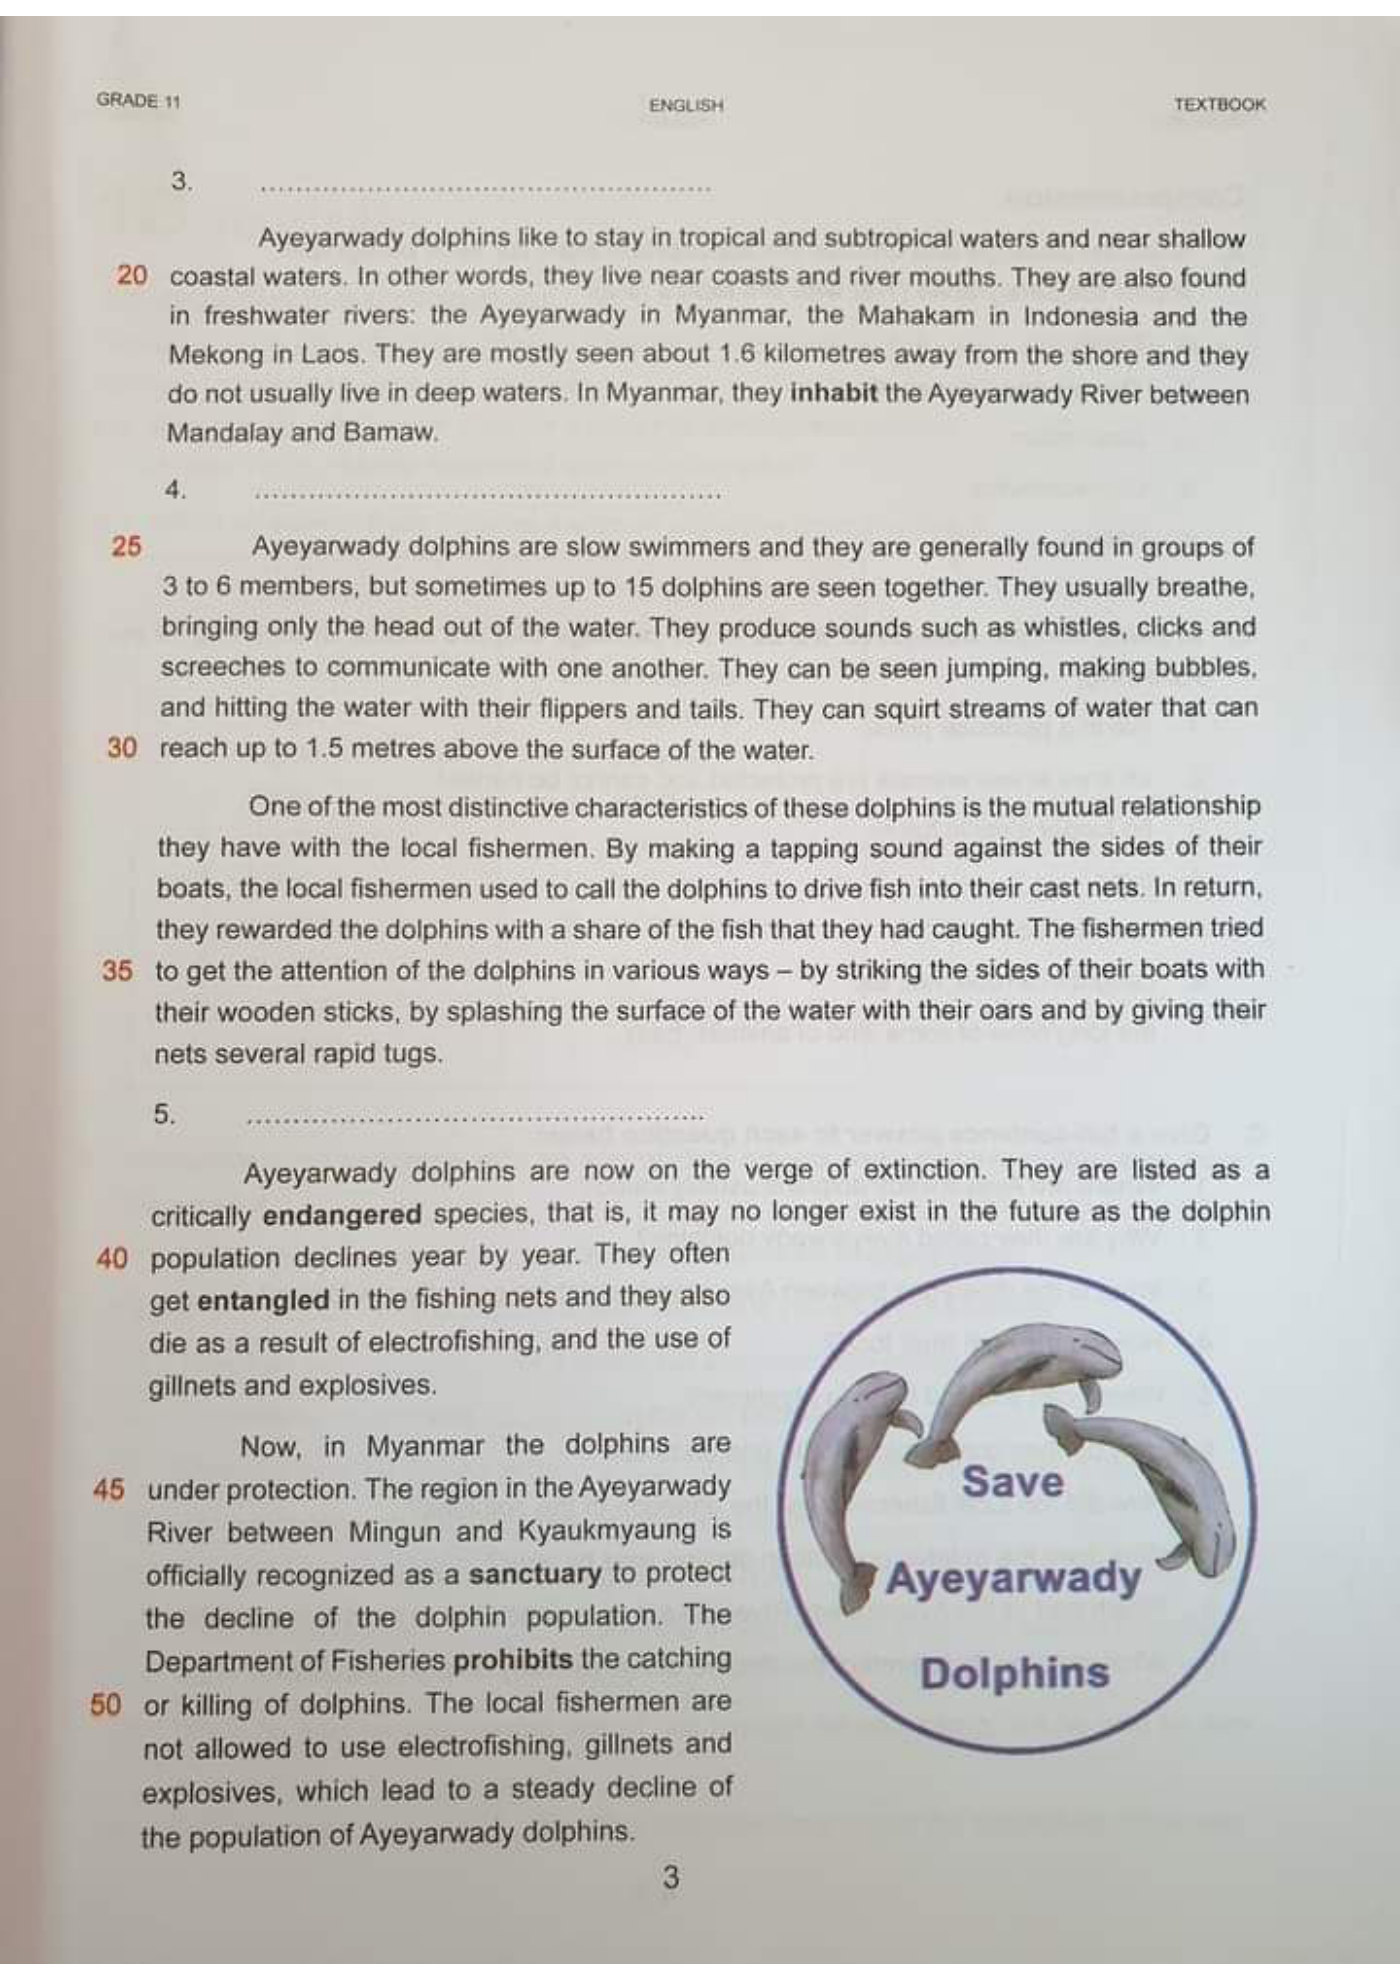 GRADE 11 ENGLISH TEXTBOOK
3. ..................................................
Ayeyarwady dolphins like to stay in tropical and subtropical waters and near shallow
20 coastal waters. In other words, they live near coasts and river mouths. They are also found
in freshwater rivers: the Ayeyarwady in Myanmar, the Mahakam in Indonesia and the
Mekong in Laos. They are mostly seen about 1.6 kilometres away from the shore and they
do not usually live in deep waters. In Myanmar, they inhabit the Ayeyarwady River between
Mandalay and Bamaw.
4. ..................................................
25 Ayeyarwady dolphins are slow swimmers and they are generally found in groups of
3 to 6 members, but sometimes up to 15 dolphins are seen together. They usually breathe,
bringing only the head out of the water. They produce sounds such as whistles, clicks and
screeches to communicate with one another. They can be seen jumping, making bubbles,
and hitting the water with their flippers and tails. They can squirt streams of water that can
30 reach up to 1.5 metres above the surface of the water.
One of the most distinctive characteristics of these dolphins is the mutual relationship
they have with the local fishermen. By making a tapping sound against the sides of their
boats, the local fishermen used to call the dolphins to drive fish into their cast nets. In return,
they rewarded the dolphins with a share of the fish that they had caught. The fishermen tried
35 to get the attention of the dolphins in various ways – by striking the sides of their boats with
their wooden sticks, by splashing the surface of the water with their oars and by giving their
nets several rapid tugs.
5. ..................................................
Ayeyarwady dolphins are now on the verge of extinction. They are listed as a
critically endangered species, that is, it may no longer exist in the future as the dolphin
40 population declines year by year. They often
get entangled in the fishing nets and they also
die as a result of electrofishing, and the use of
gillnets and explosives.
Now, in Myanmar the dolphins are
45 under protection. The region in the Ayeyarwady
River between Mingun and Kyaukmyaung is
officially recognized as a sanctuary to protect
the decline of the dolphin population. The
Department of Fisheries prohibits the catching
50 or killing of dolphins. The local fishermen are
not allowed to use electrofishing, gillnets and
explosives, which lead to a steady decline of
the population of Ayeyarwady dolphins.
Save
Ayeyarwady
Dolphins
3